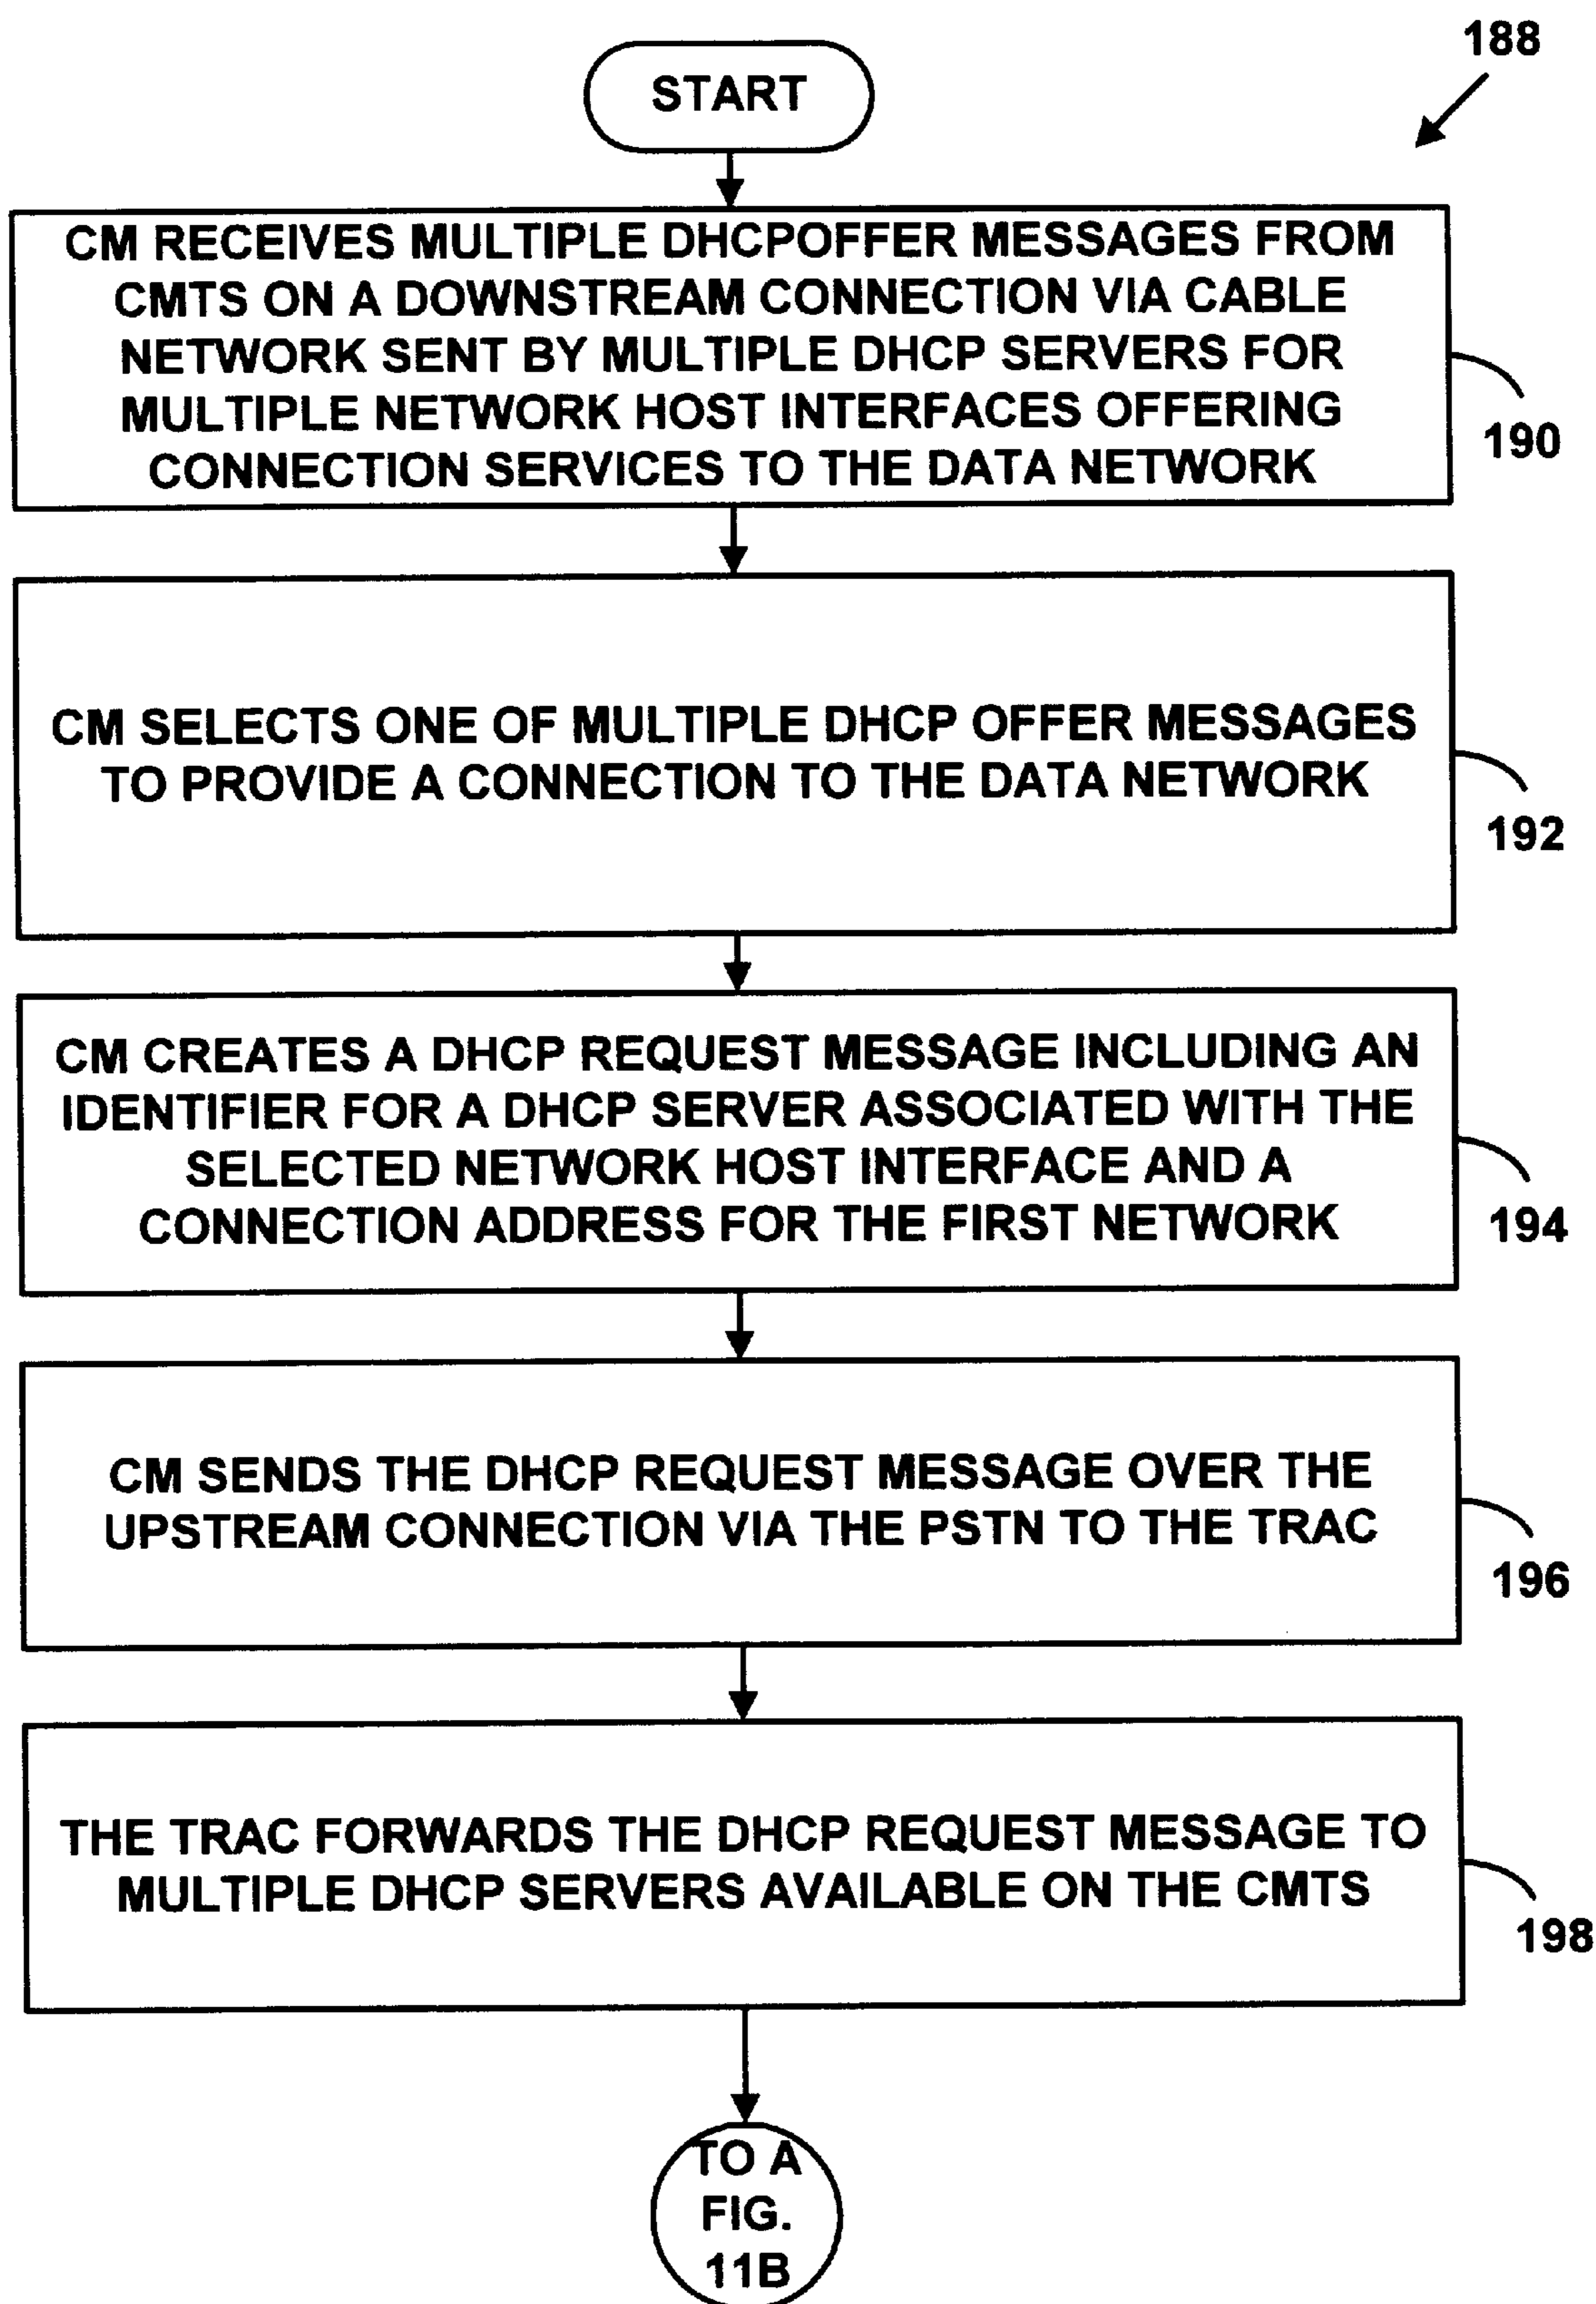 188
START
CM RECEIVES MULTIPLE DHCPOFFER MESSAGES FROM
CMTS ON A DOWNSTREAM CONNECTION VIA CABLE
NETWORK SENT BY MULTIPLE DHCP SERVERS FOR
MULTIPLE NETWORK HOST INTERFACES OFFERING
CONNECTION SERVICES TO THE DATA NETWORK
190
CM SELECTS ONE OF MULTIPLE DHCP OFFER MESSAGES
TO PROVIDE A CONNECTION TO THE DATA NETWORK
192
CM CREATES A DHCP REQUEST MESSAGE INCLUDING AN
IDENTIFIER FOR A DHCP SERVER ASSOCIATED WITH THE
SELECTED NETWORK HOST INTERFACE AND A
CONNECTION ADDRESS FOR THE FIRST NETWORK
194
CM SENDS THE DHCP REQUEST MESSAGE OVER THE
UPSTREAM CONNECTION VIA THE PSTN TO THE TRAC
196
THE TRAC FORWARDS THE DHCP REQUEST MESSAGE TO
MULTIPLE DHCP SERVERS AVAILABLE ON THE CMTS
198
TO A
FIG.
11B